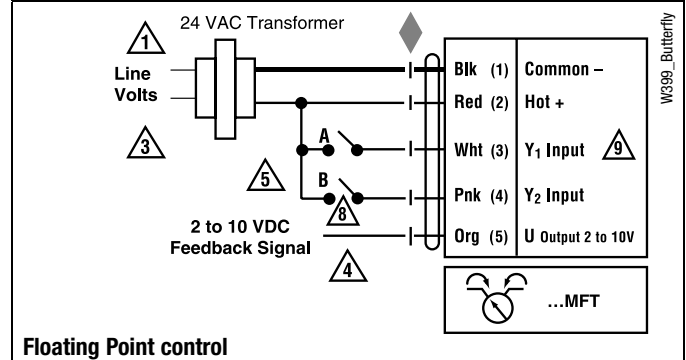 24 VAC Transformer
1
Line
Volts
3
Blk (1) Common –
Red (2) Hot +
A
Wht (3) Y₁ Input 9
5
B
8
Pnk (4) Y₂ Input
2 to 10 VDC
Feedback Signal
4
Org (5) U Output 2 to 10V
...MFT
Floating Point control
W399_Butterfly